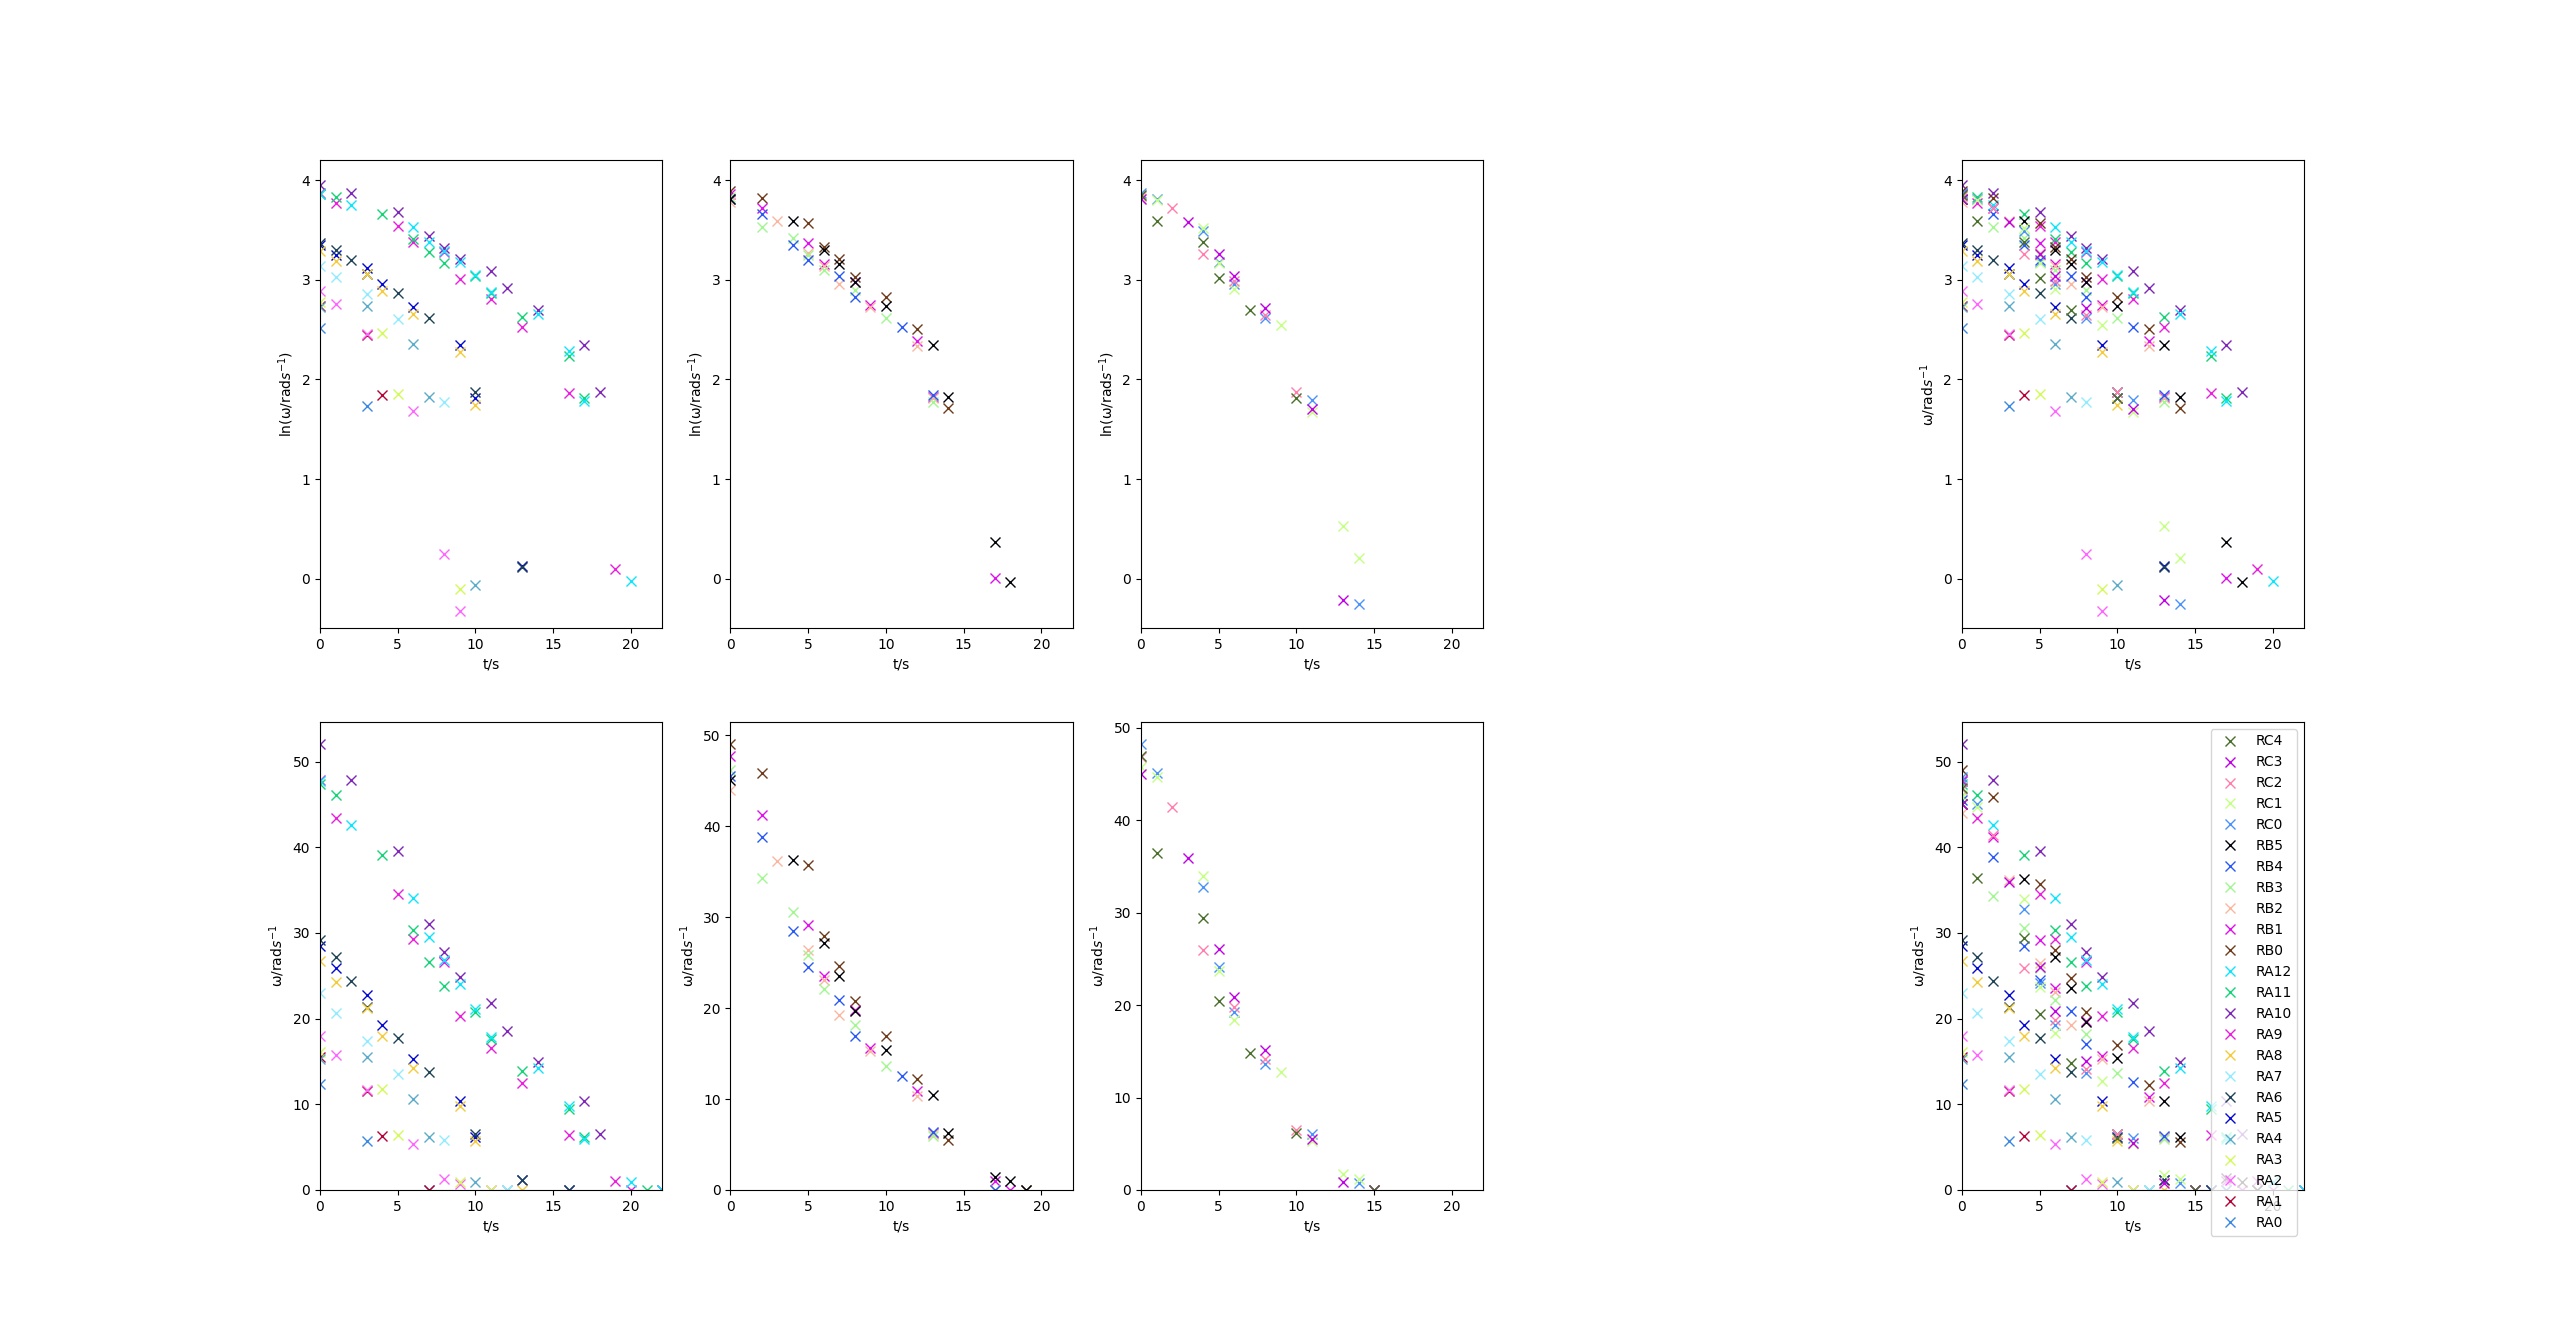 4
3
2
1
0
ln(ω/rads⁻¹)
0 5 10 15 20
t/s
4
3
2
1
0
ln(ω/rads⁻¹)
0 5 10 15 20
t/s
4
3
2
1
0
ln(ω/rads⁻¹)
0 5 10 15 20
t/s
4
3
2
1
0
ω/rads⁻¹
0 5 10 15 20
t/s
50
40
30
20
10
0
ω/rads⁻¹
0 5 10 15 20
t/s
50
40
30
20
10
0
ω/rads⁻¹
0 5 10 15 20
t/s
50
40
30
20
10
0
ω/rads⁻¹
0 5 10 15 20
t/s
50
40
30
20
10
0
ω/rads⁻¹
0 5 10 15 20
t/s
RC4
RC3
RC2
RC1
RC0
RB5
RB4
RB3
RB2
RB1
RB0
RA12
RA11
RA10
RA9
RA8
RA7
RA6
RA5
RA4
RA3
RA2
RA1
RA0